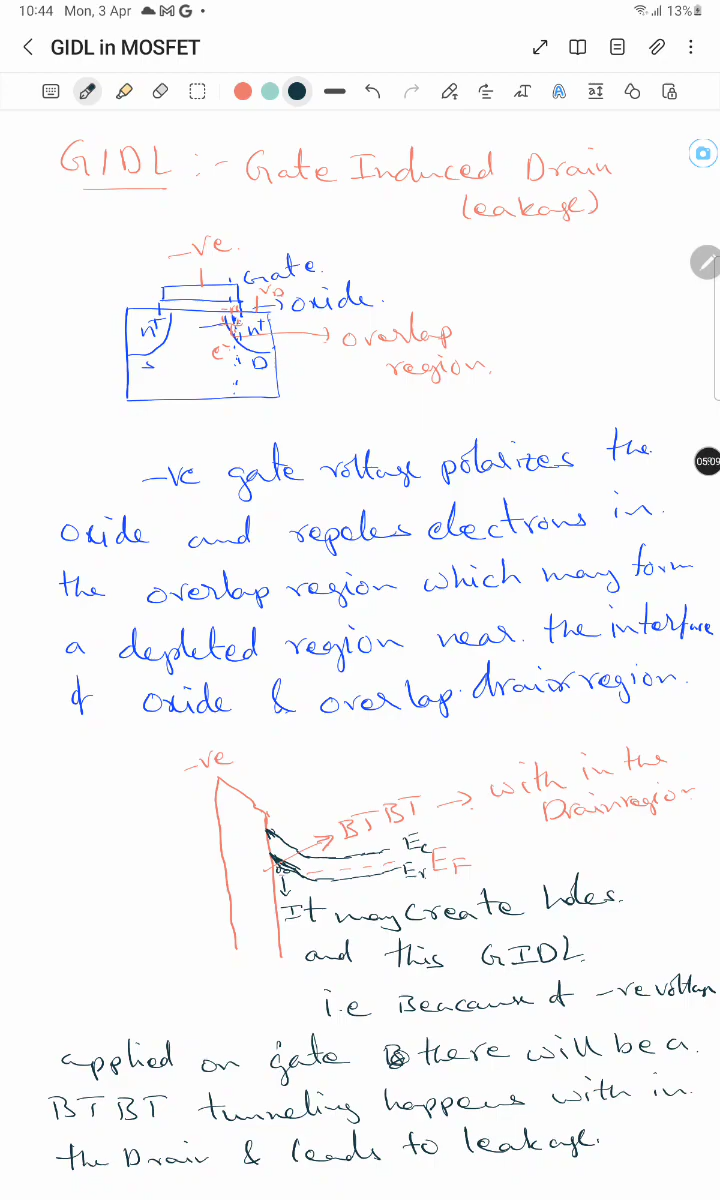 10:44 Mon, 3 Apr
13%
GIDL in MOSFET
GIDL :- Gate Induced Drain
leakage)
-ve.
Gate.
VD
→ oxide.
n+
n+
→ overlap
region.
e-
S
D
-ve gate voltage polarizes the
05:09
oxide and repeles electrons in.
the overlap region which may form
a depleted region near the interface
of oxide & overlap. drain region.
-ve
BTBT → with in the
Drain region
Ec
Ev EF
It may create holes.
and this GIDL
i.e Beacause of -ve voltage
applied on gate there will be a
BTBT tunneling happens with in
the Drain & leads to leakage.